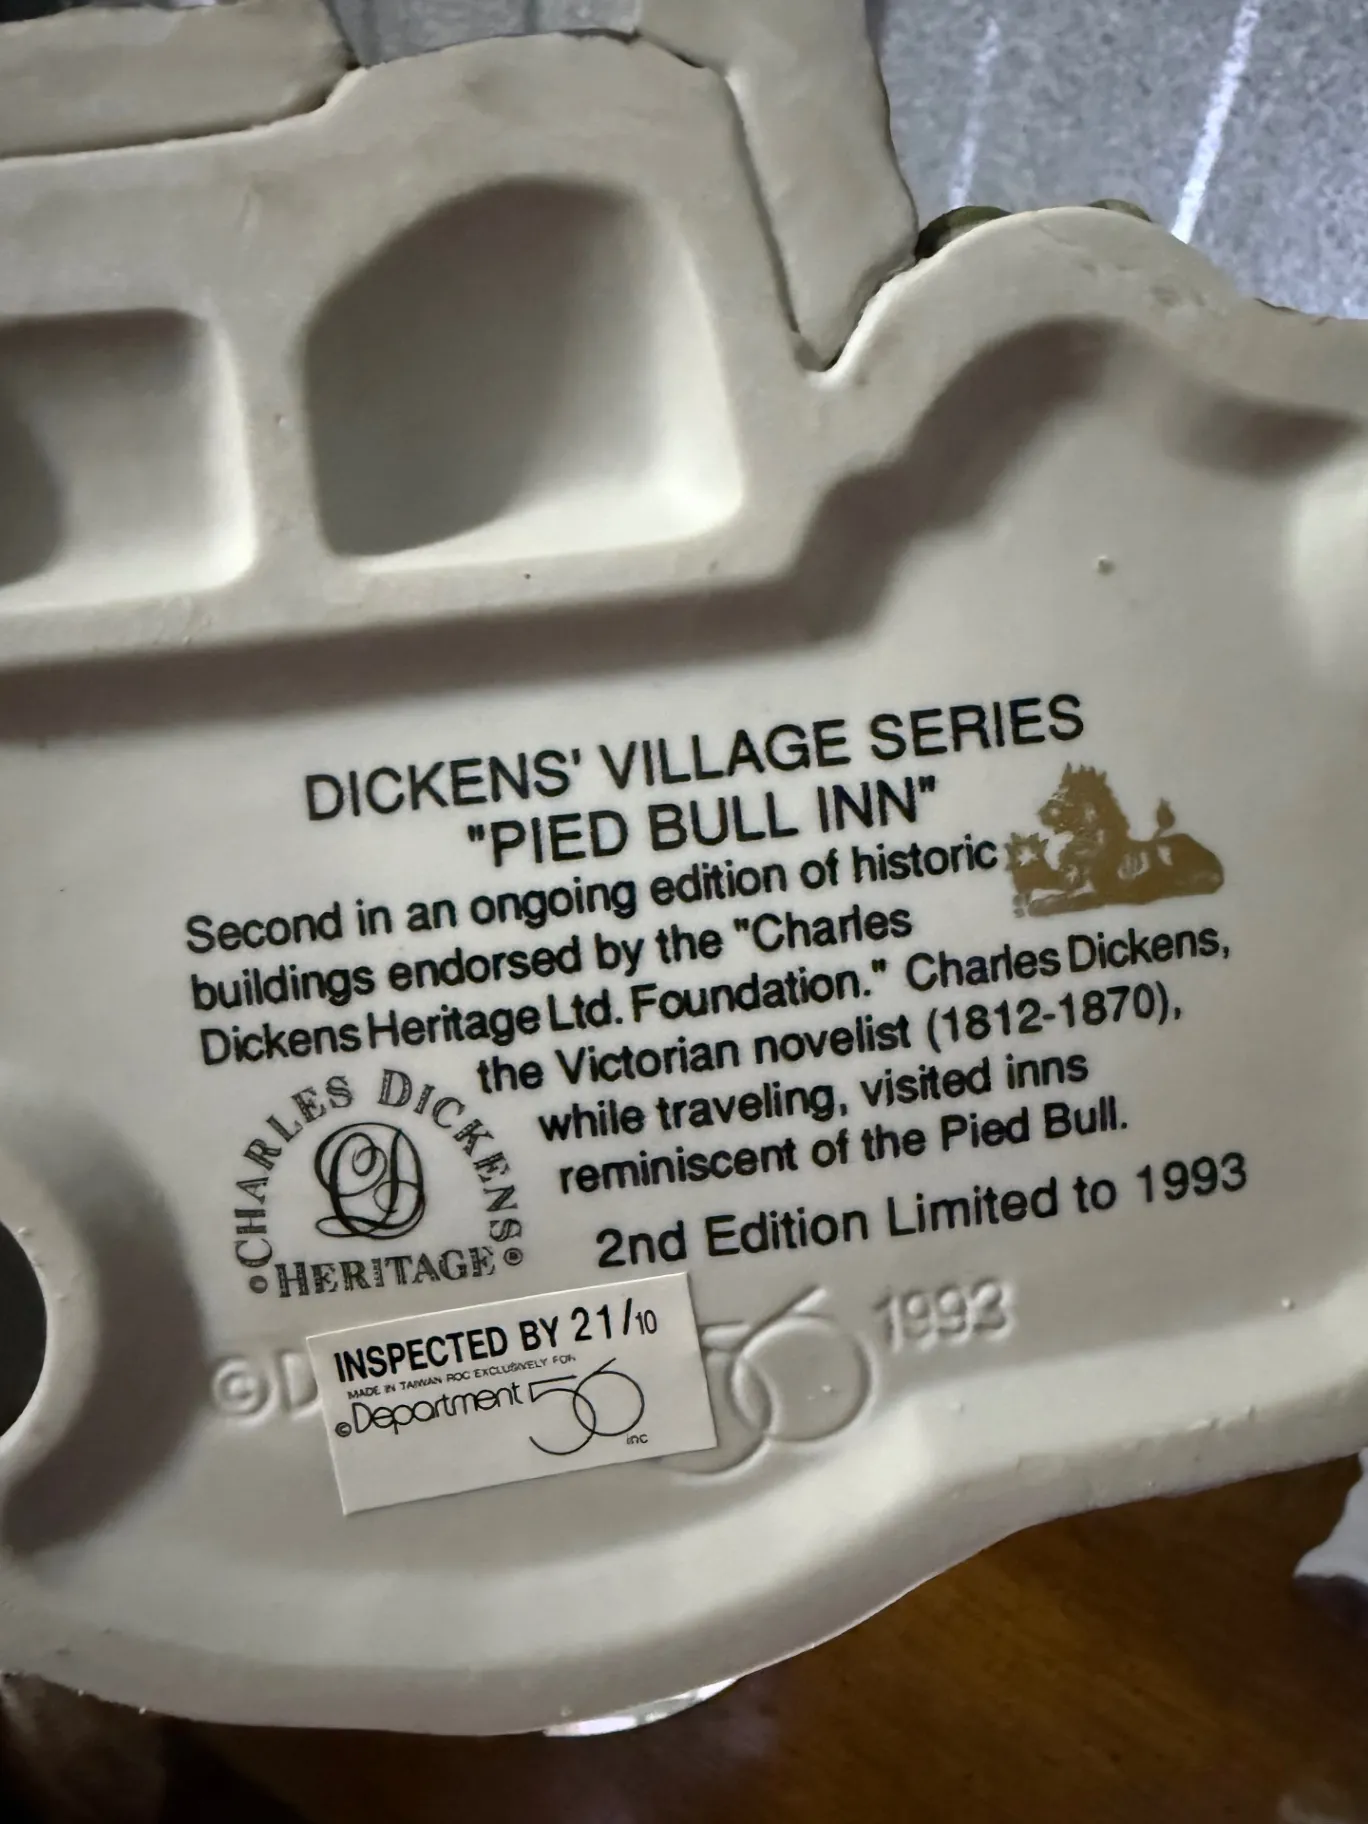 DICKENS' VILLAGE SERIES
"PIED BULL INN"
Second in an ongoing edition of historic
buildings endorsed by the "Charles
Dickens Heritage Ltd. Foundation." Charles Dickens,
the Victorian novelist (1812-1870),
while traveling, visited inns
reminiscent of the Pied Bull.
2nd Edition Limited to 1993
CHARLES DICKENS
CD
HERITAGE
© D 56 1993
INSPECTED BY 21/10
MADE IN TAIWAN ROC EXCLUSIVELY FOR
© Department 56
inc